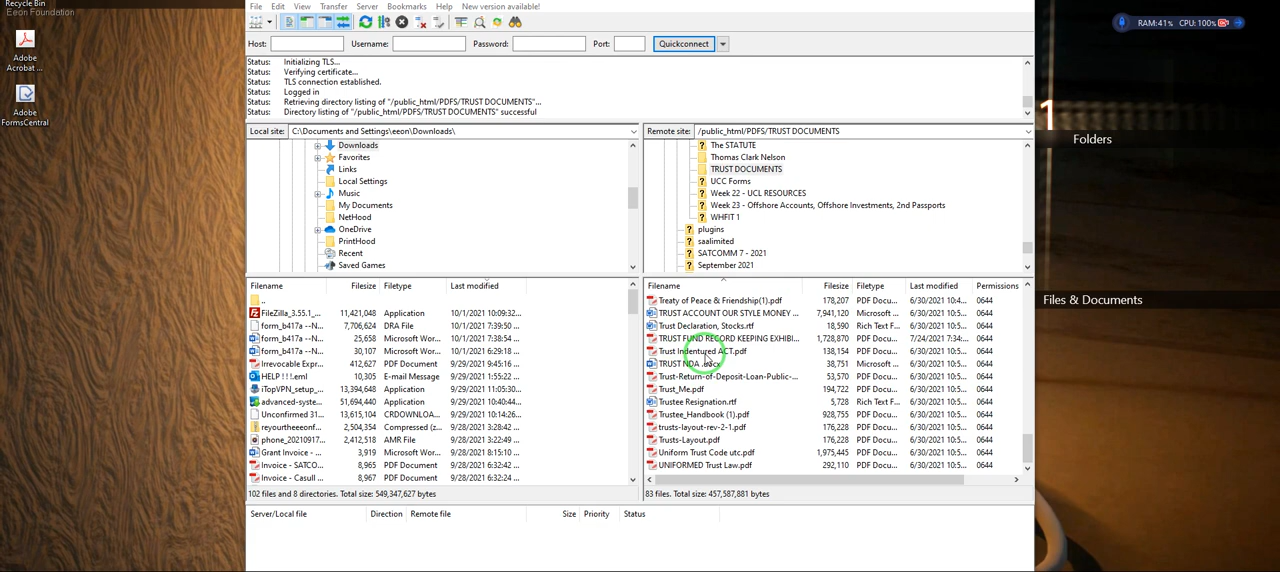 Recycle Bin
Eeon Foundation
Adobe
Acrobat ...
Adobe
FormsCentral
File Edit View Transfer Server Bookmarks Help New version available!
Host: Username: Password: Port: Quickconnect
Status: Initializing TLS...
Status: Verifying certificate...
Status: TLS connection established.
Status: Logged in
Status: Retrieving directory listing of "/public_html/PDFS/TRUST DOCUMENTS"...
Status: Directory listing of "/public_html/PDFS/TRUST DOCUMENTS" successful
Local site: C:\Documents and Settings\eeon\Downloads\
Downloads
Favorites
Links
Local Settings
Music
My Documents
NetHood
OneDrive
PrintHood
Recent
Saved Games
Remote site: /public_html/PDFS/TRUST DOCUMENTS
The STATUTE
Thomas Clark Nelson
TRUST DOCUMENTS
UCC Forms
Week 22 - UCL RESOURCES
Week 23 - Offshore Accounts, Offshore Investments, 2nd Passports
WHFIT 1
plugins
saalimited
SATCOMM 7 - 2021
September 2021
Filename Filesize Filetype Last modified
..
FileZilla_3.55.1_... 11,421,048 Application 10/1/2021 10:09:32...
form_b417a --N... 7,706,624 DRA File 10/1/2021 7:39:50...
form_b417a --N... 25,658 Microsoft Wor... 10/1/2021 7:38:54...
form_b417a --N... 30,107 Microsoft Wor... 10/1/2021 6:29:18...
Irrevocable Expr... 412,627 PDF Document 9/29/2021 9:45:16...
HELP !!!.eml 10,305 E-mail Message 9/29/2021 1:55:22...
iTopVPN_setup_... 13,394,648 Application 9/29/2021 11:05:30...
advanced-syste... 51,694,440 Application 9/29/2021 10:40:44...
Unconfirmed 31... 13,615,104 CRDOWNLOA... 9/28/2021 10:14:26...
reyourtheeeonf... 2,504,354 Compressed (z... 9/28/2021 3:28:42...
phone_20210917... 2,412,518 AMR File 9/28/2021 3:22:49...
Grant Invoice - ... 3,919 Microsoft Wor... 9/28/2021 8:15:10...
Invoice - SATCO... 8,965 PDF Document 9/28/2021 6:32:42...
Invoice - Casull ... 8,967 PDF Document 9/28/2021 6:32:24...
102 files and 8 directories. Total size: 549,347,627 bytes
Filename Filesize Filetype Last modified Permissions
Treaty of Peace & Friendship(1).pdf 178,207 PDF Docu... 6/30/2021 10:4... 0644
TRUST ACCOUNT OUR STYLE MONEY ... 7,941,120 Microsoft ... 6/30/2021 10:5... 0644
Trust Declaration, Stocks.rtf 18,590 Rich Text F... 6/30/2021 10:5... 0644
TRUST FUND RECORD KEEPING EXHIBI... 1,728,870 PDF Docu... 7/24/2021 7:34:... 0644
Trust Indentured ACT.pdf 138,154 PDF Docu... 6/30/2021 10:5... 0644
TRUST NDA .docx 38,751 Microsoft ... 6/30/2021 10:5... 0644
Trust-Return-of-Deposit-Loan-Public-... 53,570 PDF Docu... 6/30/2021 10:5... 0644
Trust_Me.pdf 194,722 PDF Docu... 6/30/2021 10:5... 0644
Trustee Resignation.rtf 5,728 Rich Text F... 6/30/2021 10:5... 0644
Trustee_Handbook (1).pdf 928,755 PDF Docu... 6/30/2021 10:5... 0644
trusts-layout-rev-2-1.pdf 176,228 PDF Docu... 6/30/2021 10:5... 0644
Trusts-Layout.pdf 176,228 PDF Docu... 6/30/2021 10:5... 0644
Uniform Trust Code utc.pdf 1,975,445 PDF Docu... 6/30/2021 10:5... 0644
UNIFORMED Trust Law.pdf 292,110 PDF Docu... 6/30/2021 10:5... 0644
83 files. Total size: 457,587,881 bytes
Server/Local file Direction Remote file Size Priority Status
RAM:41% CPU:100%
1
Folders
Files & Documents